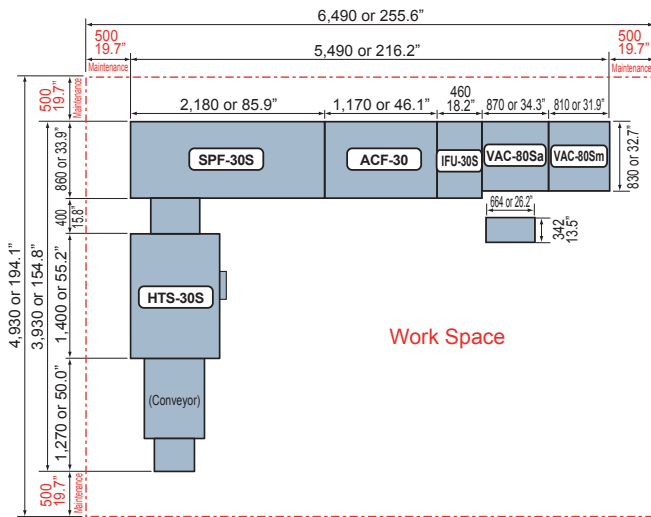 6,490 or 255.6"
500
19.7"
Maintenance
5,490 or 216.2"
500
19.7"
Maintenance
500
19.7"
Maintenance
2,180 or 85.9"
1,170 or 46.1"
460
18.2"
870 or 34.3"
810 or 31.9"
860 or 33.9"
SPF-30S
ACF-30
IFU-30S
VAC-80Sa
VAC-80Sm
830 or 32.7"
400
15.8"
664 or 26.2"
342
13.5"
4,930 or 194.1"
3,930 or 154.8"
1,400 or 55.2"
HTS-30S
Work Space
1,270 or 50.0"
(Conveyor)
500
19.7"
Maintenance